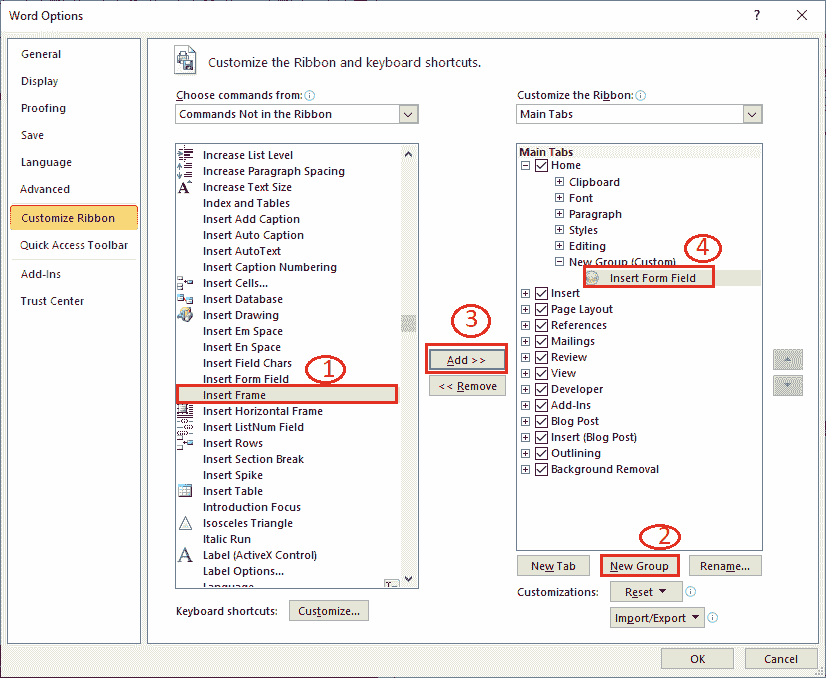 Word Options
?
General
Display
Proofing
Save
Language
Advanced
Customize Ribbon
Quick Access Toolbar
Add-Ins
Trust Center
Customize the Ribbon and keyboard shortcuts.
Choose commands from:
Commands Not in the Ribbon
Increase List Level
Increase Paragraph Spacing
Increase Text Size
Index and Tables
Insert Add Caption
Insert Auto Caption
Insert AutoText
Insert Caption Numbering
Insert Cells...
Insert Database
Insert Drawing
Insert Em Space
Insert En Space
Insert Field Chars
Insert Form Field
1
Insert Frame
Insert Horizontal Frame
Insert ListNum Field
Insert Rows
Insert Section Break
Insert Spike
Insert Table
Introduction Focus
Isosceles Triangle
Italic Run
Label (ActiveX Control)
Label Options...
Language
Keyboard shortcuts:
Customize...
3
Add >>
<< Remove
Customize the Ribbon:
Main Tabs
Main Tabs
Home
Clipboard
Font
Paragraph
Styles
Editing
New Group (Custom)
4
Insert Form Field
Insert
Page Layout
References
Mailings
Review
View
Developer
Add-Ins
Blog Post
Insert (Blog Post)
Outlining
Background Removal
2
New Tab
New Group
Rename...
Customizations:
Reset
Import/Export
OK
Cancel